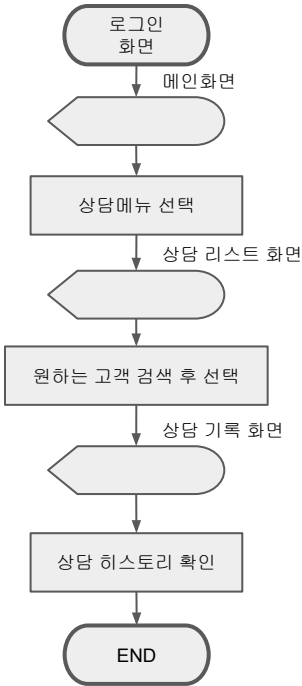 로그인
화면
메인화면
상담메뉴 선택
상담 리스트 화면
원하는 고객 검색 후 선택
상담 기록 화면
상담 히스토리 확인
END